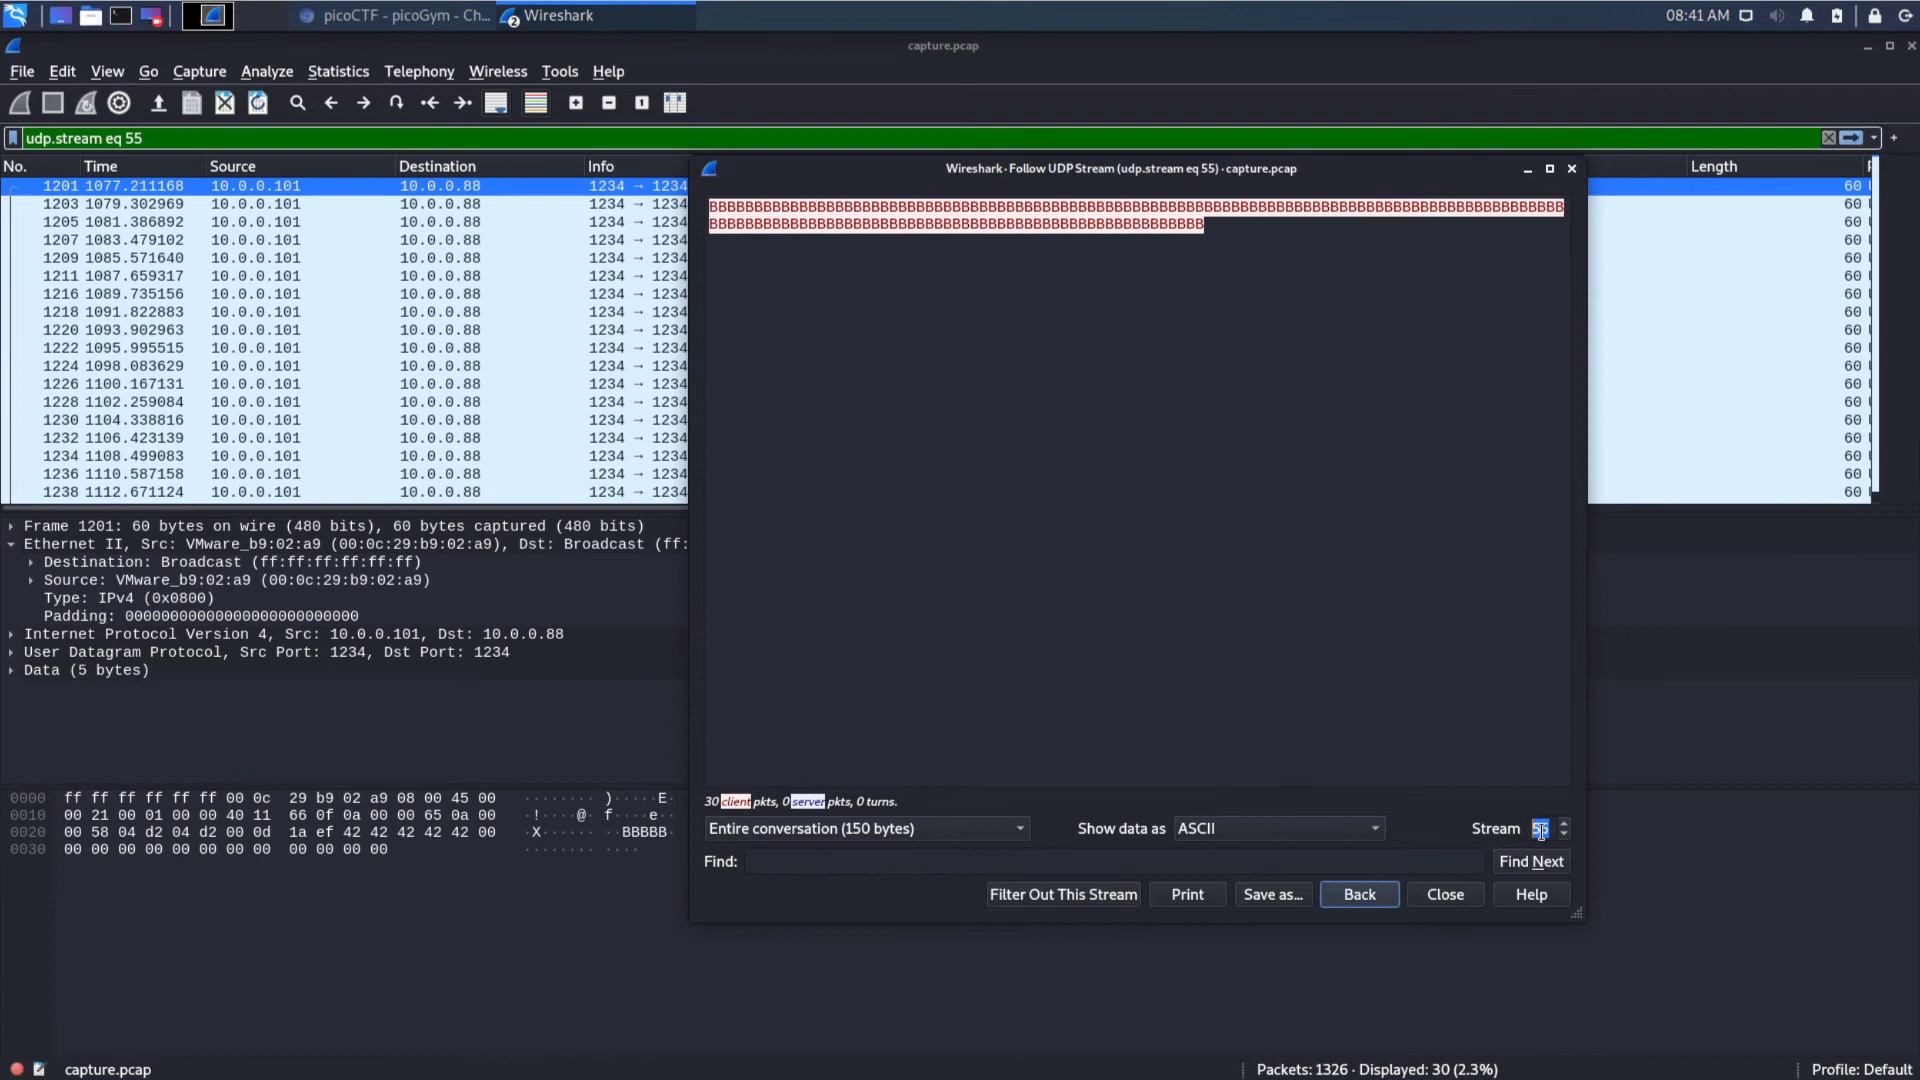 picoCTF - picoGym - Ch...
2 Wireshark
08:41 AM
capture.pcap
File Edit View Go Capture Analyze Statistics Telephony Wireless Tools Help
udp.stream eq 55
No. Time Source Destination Info Length
1201 1077.211168 10.0.0.101 10.0.0.88 1234 → 1234 60
1203 1079.302969 10.0.0.101 10.0.0.88 1234 → 1234 60
1205 1081.386892 10.0.0.101 10.0.0.88 1234 → 1234 60
1207 1083.479102 10.0.0.101 10.0.0.88 1234 → 1234 60
1209 1085.571640 10.0.0.101 10.0.0.88 1234 → 1234 60
1211 1087.659317 10.0.0.101 10.0.0.88 1234 → 1234 60
1216 1089.735156 10.0.0.101 10.0.0.88 1234 → 1234 60
1218 1091.822883 10.0.0.101 10.0.0.88 1234 → 1234 60
1220 1093.902963 10.0.0.101 10.0.0.88 1234 → 1234 60
1222 1095.995515 10.0.0.101 10.0.0.88 1234 → 1234 60
1224 1098.083629 10.0.0.101 10.0.0.88 1234 → 1234 60
1226 1100.167131 10.0.0.101 10.0.0.88 1234 → 1234 60
1228 1102.259084 10.0.0.101 10.0.0.88 1234 → 1234 60
1230 1104.338816 10.0.0.101 10.0.0.88 1234 → 1234 60
1232 1106.423139 10.0.0.101 10.0.0.88 1234 → 1234 60
1234 1108.499083 10.0.0.101 10.0.0.88 1234 → 1234 60
1236 1110.587158 10.0.0.101 10.0.0.88 1234 → 1234 60
1238 1112.671124 10.0.0.101 10.0.0.88 1234 → 1234 60
Frame 1201: 60 bytes on wire (480 bits), 60 bytes captured (480 bits)
Ethernet II, Src: VMware_b9:02:a9 (00:0c:29:b9:02:a9), Dst: Broadcast (ff:
Destination: Broadcast (ff:ff:ff:ff:ff:ff)
Source: VMware_b9:02:a9 (00:0c:29:b9:02:a9)
Type: IPv4 (0x0800)
Padding: 00000000000000000000000000
Internet Protocol Version 4, Src: 10.0.0.101, Dst: 10.0.0.88
User Datagram Protocol, Src Port: 1234, Dst Port: 1234
Data (5 bytes)
0000 ff ff ff ff ff ff 00 0c 29 b9 02 a9 08 00 45 00 ········ )·····E·
0010 00 21 00 01 00 00 40 11 66 0f 0a 00 00 65 0a 00 ·!····@· f····e··
0020 00 58 04 d2 04 d2 00 0d 1a ef 42 42 42 42 42 00 ·X······ ··BBBBB·
0030 00 00 00 00 00 00 00 00 00 00 00 00 ········ ····
Wireshark · Follow UDP Stream (udp.stream eq 55) · capture.pcap
BBBBBBBBBBBBBBBBBBBBBBBBBBBBBBBBBBBBBBBBBBBBBBBBBBBBBBBBBBBBBBBBBBBBBBBBBBBBBBBBBBBBBBBBBBBBBBB
BBBBBBBBBBBBBBBBBBBBBBBBBBBBBBBBBBBBBBBBBBBBBBBBBBBBBBB
30 client pkts, 0 server pkts, 0 turns.
Entire conversation (150 bytes) Show data as ASCII Stream 55
Find: Find Next
Filter Out This Stream Print Save as... Back Close Help
capture.pcap Packets: 1326 · Displayed: 30 (2.3%) Profile: Default